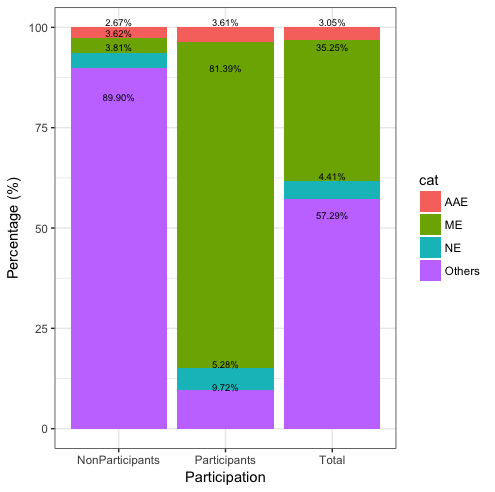 2.67%
3.61%
3.05%
100
3.62%
3.81%
35.25%
81.39%
89.90%
75
cat
AAE
ME
NE
Others
4.41%
57.29%
50
Percentage (%)
25
5.28%
9.72%
0
NonParticipants
Participants
Total
Participation